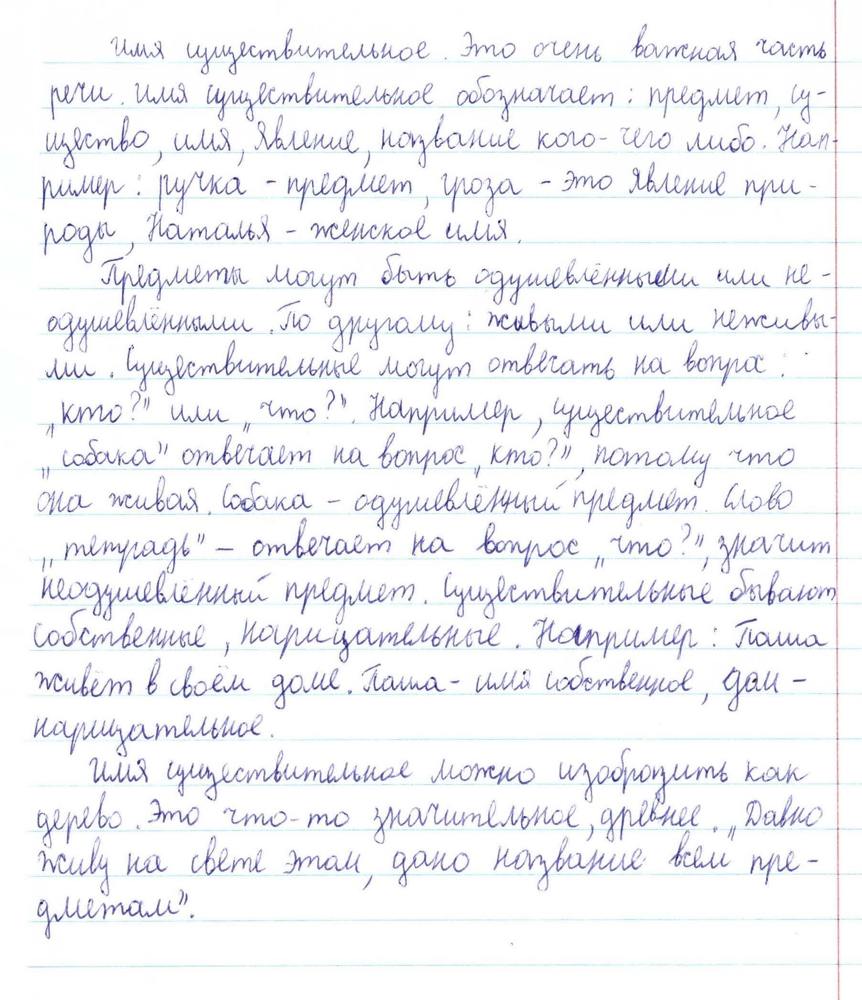 Имя существительное. Это очень важная часть
речи. Имя существительное обозначает: предмет, су-
щество, имя, явление, название кого-чего либо. Нап-
ример: ручка - предмет, гроза - это явление при-
роды, Наталья - женское имя.
Предметы могут быть одушевлёнными или не-
одушевлёнными. По другому: живыми или неживы-
ми. Существительные могут отвечать на вопрос:
„кто?" или „что?". Например, существительное
„собака" отвечает на вопрос „кто?", потому что
она живая. Собака - одушевлённый предмет. Слово
„тетрадь" - отвечает на вопрос „что?", значит
неодушевлённый предмет. Существительные бывают
собственные, нарицательные. Например: Паша
живёт в своём доме. Паша - имя собственное, дом -
нарицательное.
Имя существительное можно изобразить как
дерево. Это что-то значительное, древнее. „Давно
живу на свете этом, даю название всем пре-
дметам".